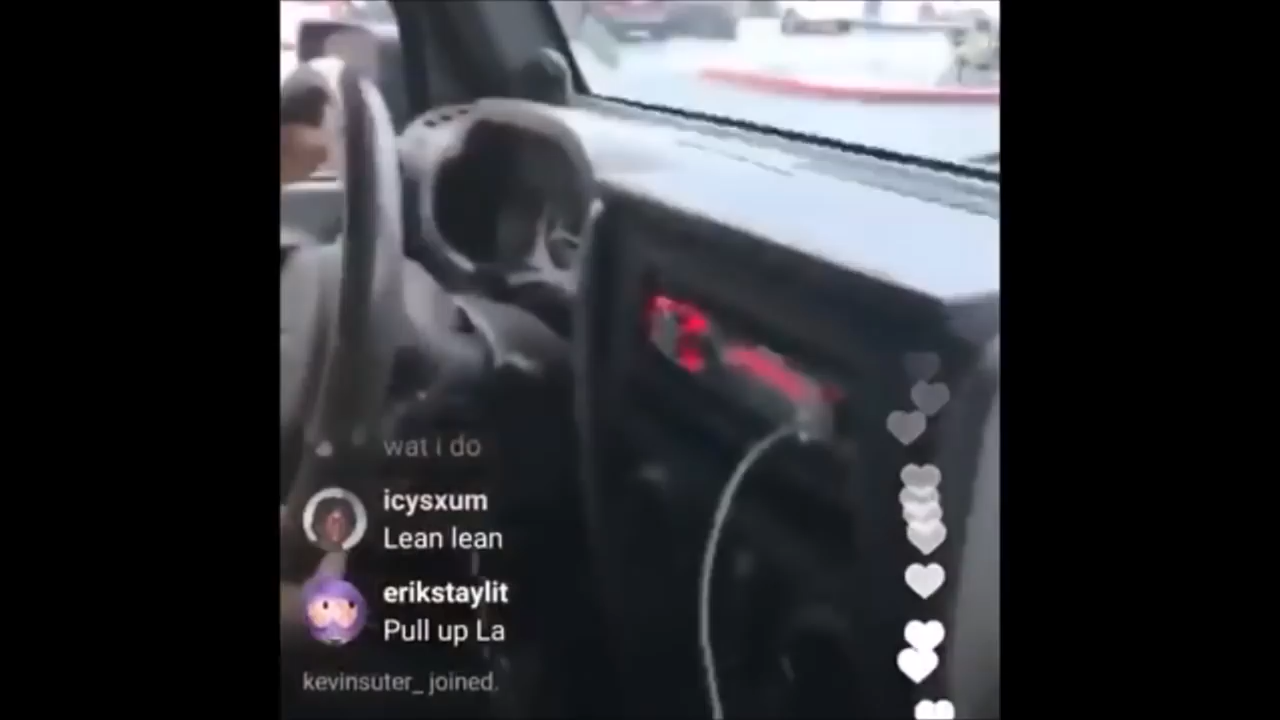 wat i do
icysxum
Lean lean
erikstaylit
Pull up La
kevinsuter_ joined.